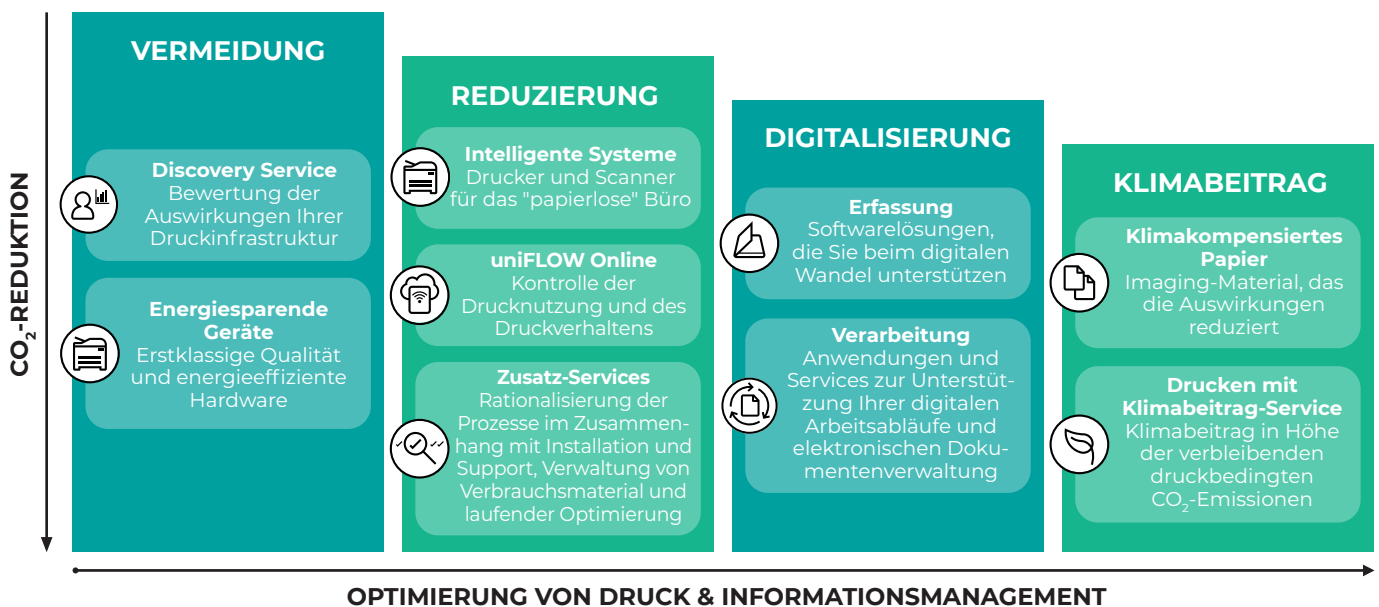 CO₂-REDUKTION
VERMEIDUNG
Discovery Service
Bewertung der
Auswirkungen Ihrer
Druckinfrastruktur
Energiesparende
Geräte
Erstklassige Qualität
und energieeffiziente
Hardware
REDUZIERUNG
Intelligente Systeme
Drucker und Scanner
für das "papierlose" Büro
uniFLOW Online
Kontrolle der
Drucknutzung und des
Druckverhaltens
Zusatz-Services
Rationalisierung der
Prozesse im Zusammen-
hang mit Installation und
Support, Verwaltung von
Verbrauchsmaterial und
laufender Optimierung
DIGITALISIERUNG
Erfassung
Softwarelösungen,
die Sie beim digitalen
Wandel unterstützen
Verarbeitung
Anwendungen und
Services zur Unterstüt-
zung Ihrer digitalen
Arbeitsabläufe und
elektronischen Doku-
mentenverwaltung
KLIMABEITRAG
Klimakompensiertes
Papier
Imaging-Material, das
die Auswirkungen
reduziert
Drucken mit
Klimabeitrag-Service
Klimabeitrag in Höhe
der verbleibenden
druckbedingten
CO₂-Emissionen
OPTIMIERUNG VON DRUCK & INFORMATIONSMANAGEMENT